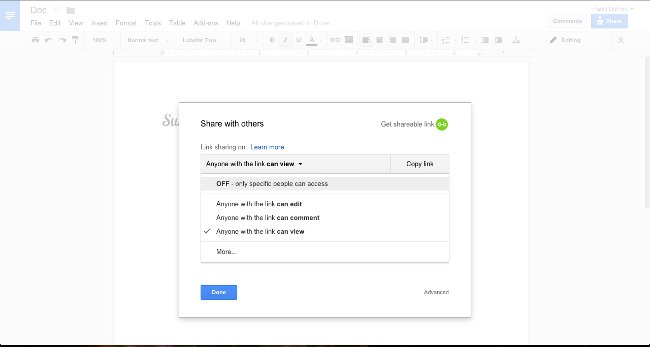 Doc
File Edit View Insert Format Tools Table Add-ons Help All changes saved in Drive
Comments Share
100% Normal text Lobster Two 24 B I U A Editing
Su
Share with others
Get shareable link
Link sharing on Learn more
Anyone with the link can view Copy link
OFF - only specific people can access
Anyone with the link can edit
Anyone with the link can comment
Anyone with the link can view
More...
Done Advanced